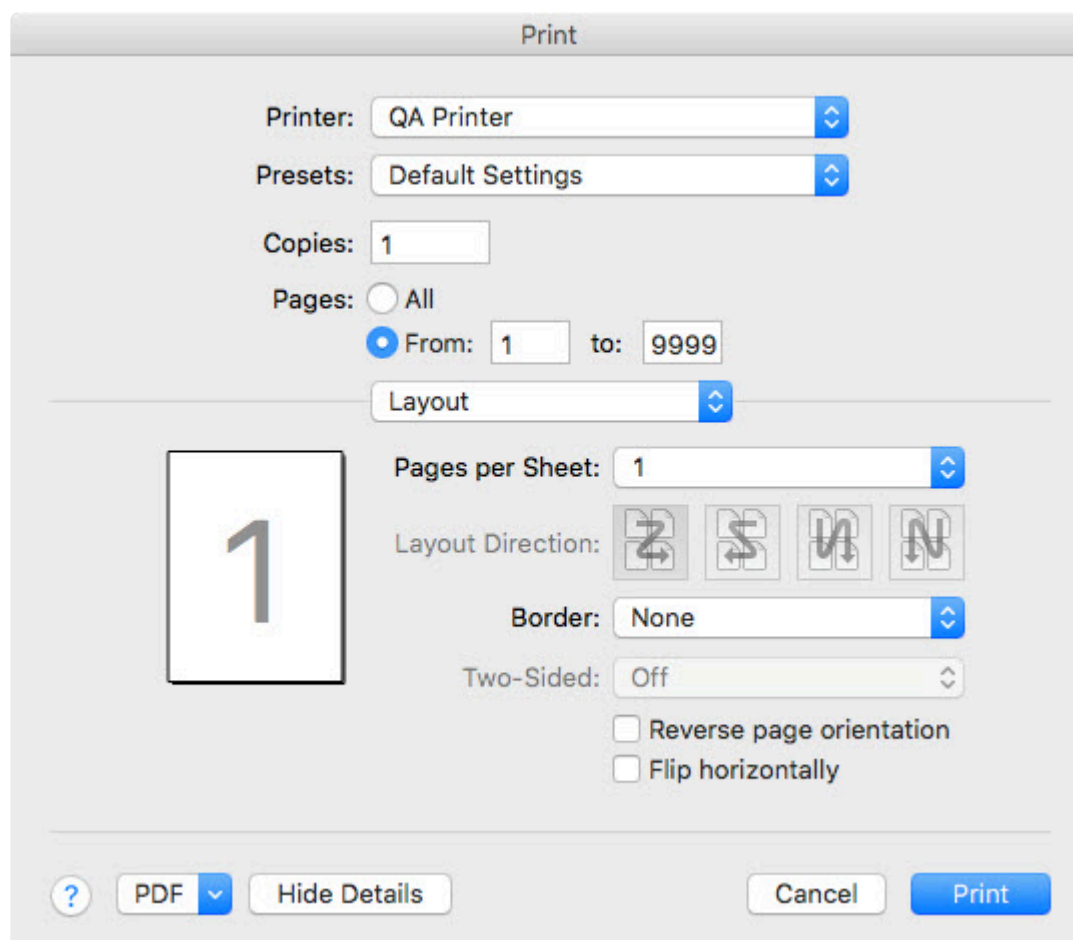 Print
Printer: QA Printer
Presets: Default Settings
Copies: 1
Pages: All
From: 1 to: 9999
Layout
1
Pages per Sheet: 1
Layout Direction:
Border: None
Two-Sided: Off
Reverse page orientation
Flip horizontally
? PDF Hide Details Cancel Print